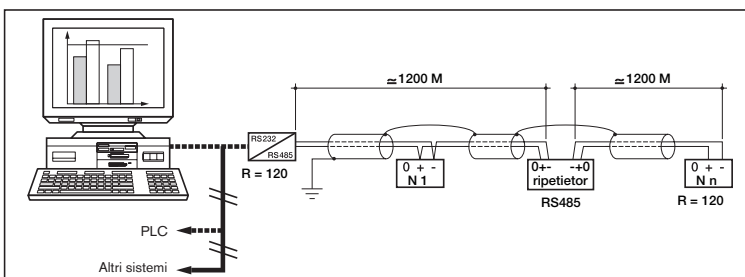 ≃1200 M
≃1200 M
RS232
RS485
R = 120
0 + -
N 1
0+- -+0
ripetietor
RS485
0 + -
N n
R = 120
PLC
Altri sistemi